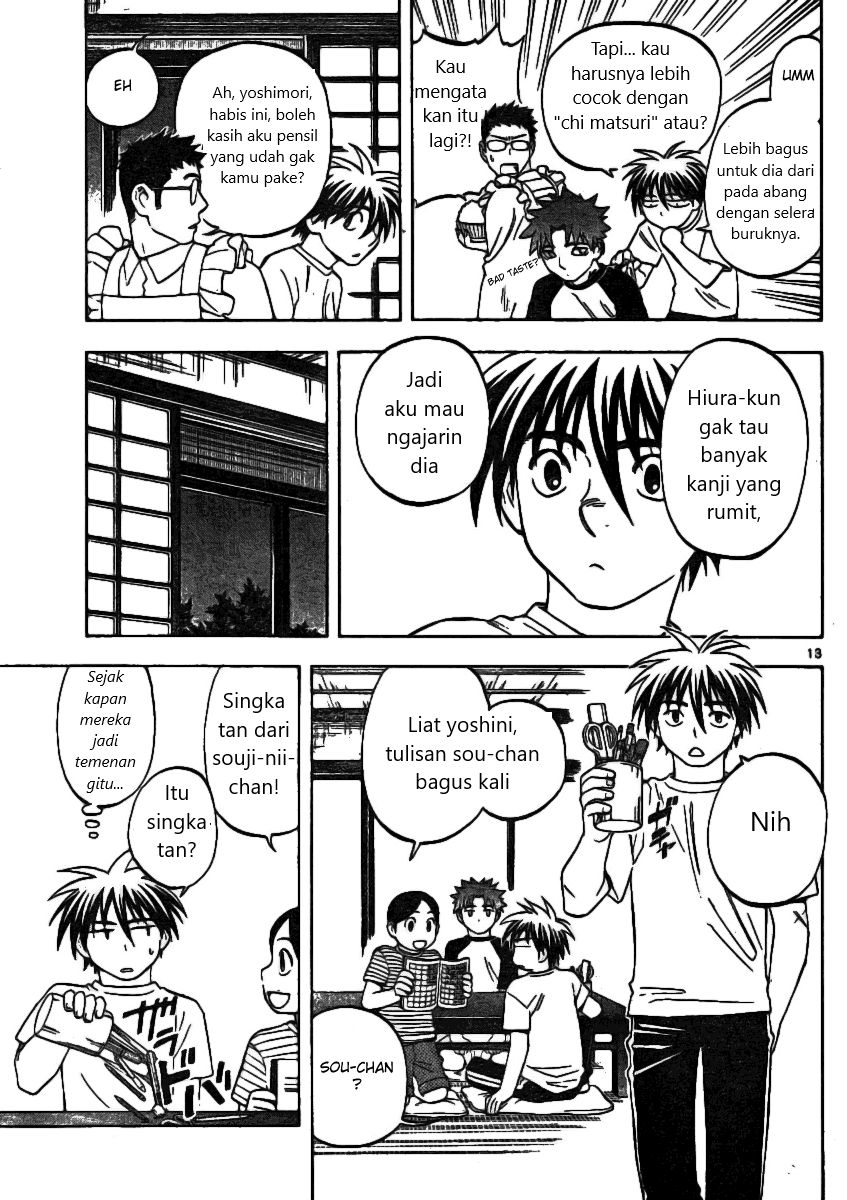 UMM
Tapi... kau
harusnya lebih
cocok dengan
"chi matsuri" atau?
Lebih bagus
untuk dia dari
pada abang
dengan selera
buruknya.
Kau
mengata
kan itu
lagi?!
BAD TASTE?
Ah, yoshimori,
habis ini, boleh
kasih aku pensil
yang udah gak
kamu pake?
EH
Hiura-kun
gak tau
banyak
kanji yang
rumit,
Jadi
aku mau
ngajarin
dia
13
Nih
ガチャ
Liat yoshini,
tulisan sou-chan
bagus kali
SOU-CHAN
?
Singka
tan dari
souji-nii-
chan!
Itu
singka
tan?
Sejak
kapan
mereka
jadi
temenan
gitu...